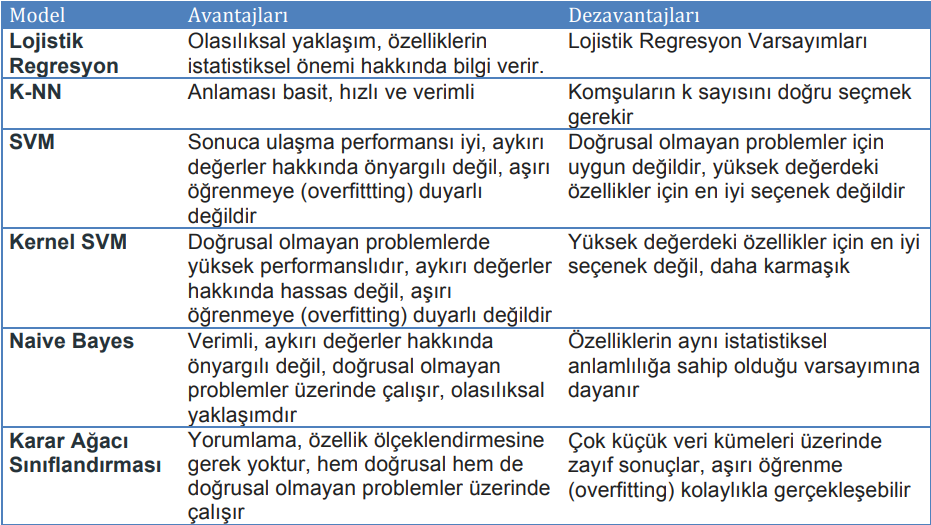 Model Avantajları Dezavantajları
Lojistik Regresyon
Olasılıksal yaklaşım, özelliklerin
istatistiksel önemi hakkında bilgi verir.
Lojistik Regresyon Varsayımları
K-NN
Anlaması basit, hızlı ve verimli
Komşuların k sayısını doğru seçmek
gerekir
SVM
Sonuca ulaşma performansı iyi, aykırı
değerler hakkında önyargılı değil, aşırı
öğrenmeye (overfittting) duyarlı
değildir
Doğrusal olmayan problemler için
uygun değildir, yüksek değerdeki
özellikler için en iyi seçenek değildir
Kernel SVM
Doğrusal olmayan problemlerde
yüksek performanslıdır, aykırı değerler
hakkında hassas değil, aşırı
öğrenmeye (overfitting) duyarlı değildir
Yüksek değerdeki özellikler için en iyi
seçenek değil, daha karmaşık
Naive Bayes
Verimli, aykırı değerler hakkında
önyargılı değil, doğrusal olmayan
problemler üzerinde çalışır, olasılıksal
yaklaşımdır
Özelliklerin aynı istatistiksel
anlamlılığa sahip olduğu varsayımına
dayanır
Karar Ağacı
Sınıflandırması
Yorumlama, özellik ölçeklendirmesine
gerek yoktur, hem doğrusal hem de
doğrusal olmayan problemler üzerinde
çalışır
Çok küçük veri kümeleri üzerinde
zayıf sonuçlar, aşırı öğrenme
(overfitting) kolaylıkla gerçekleşebilir